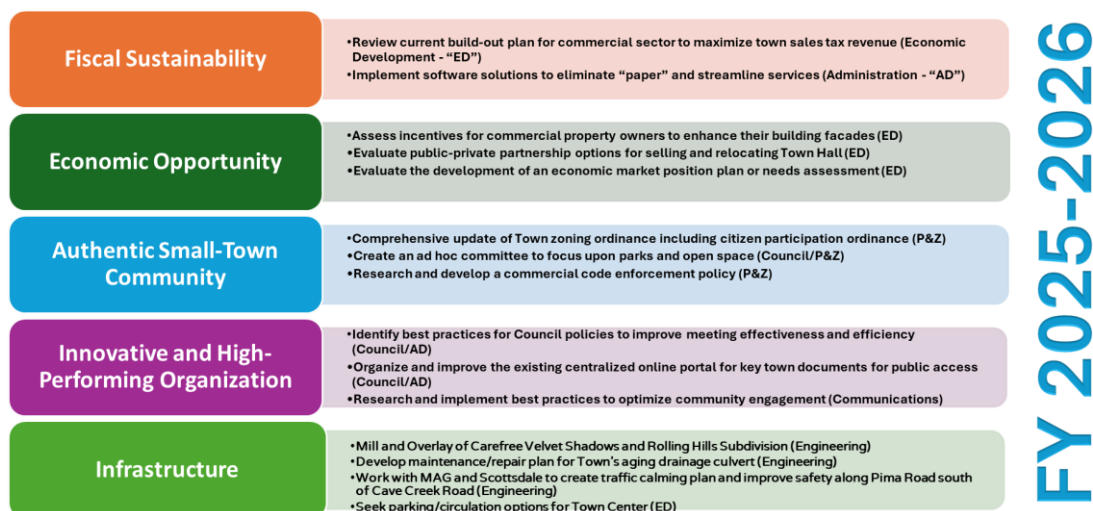 Fiscal Sustainability
•Review current build-out plan for commercial sector to maximize town sales tax revenue (Economic
Development - “ED”)
•Implement software solutions to eliminate “paper” and streamline services (Administration - “AD”)
Economic Opportunity
•Assess incentives for commercial property owners to enhance their building facades (ED)
•Evaluate public-private partnership options for selling and relocating Town Hall (ED)
•Evaluate the development of an economic market position plan or needs assessment (ED)
Authentic Small-Town
Community
•Comprehensive update of Town zoning ordinance including citizen participation ordinance (P&Z)
•Create an ad hoc committee to focus upon parks and open space (Council/P&Z)
•Research and develop a commercial code enforcement policy (P&Z)
Innovative and High-
Performing Organization
•Identify best practices for Council policies to improve meeting effectiveness and efficiency
(Council/AD)
•Organize and improve the existing centralized online portal for key town documents for public access
(Council/AD)
•Research and implement best practices to optimize community engagement (Communications)
Infrastructure
•Mill and Overlay of Carefree Velvet Shadows and Rolling Hills Subdivision (Engineering)
•Develop maintenance/repair plan for Town's aging drainage culvert (Engineering)
•Work with MAG and Scottsdale to create traffic calming plan and improve safety along Pima Road south
of Cave Creek Road (Engineering)
•Seek parking/circulation options for Town Center (ED)
FY 2025-2026